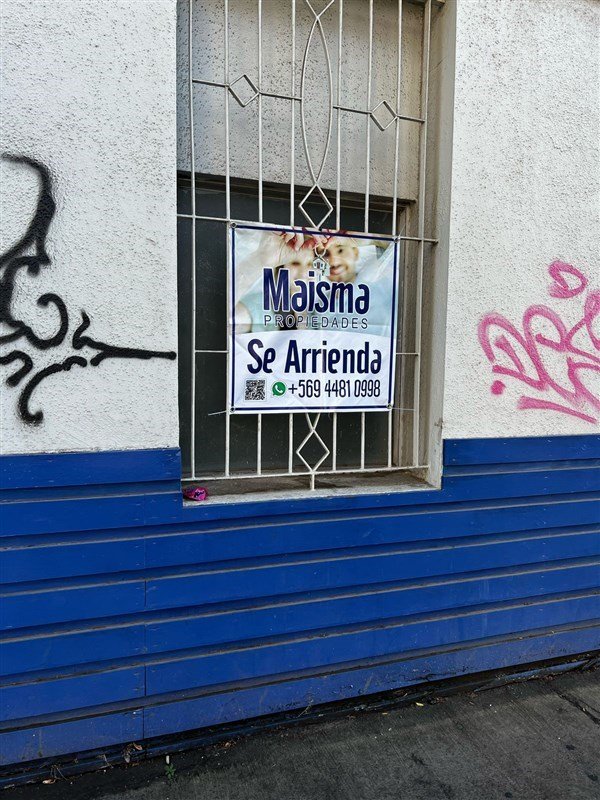 Maisma
PROPIEDADES
Se Arrienda
+569 4481 0998